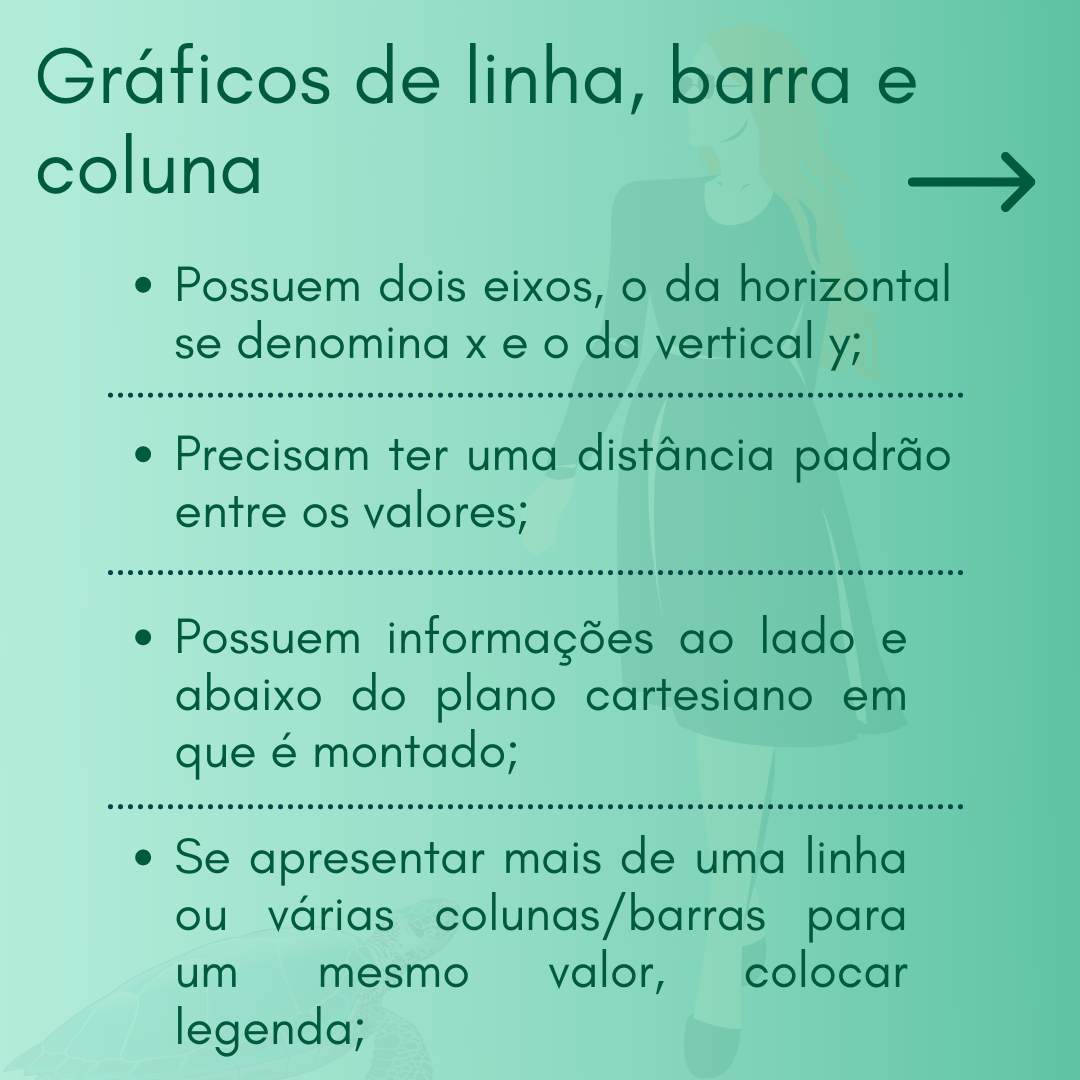 Gráficos de linha, barra e
coluna
• Possuem dois eixos, o da horizontal
se denomina x e o da vertical y;
• Precisam ter uma distância padrão
entre os valores;
• Possuem informações ao lado e
abaixo do plano cartesiano em
que é montado;
• Se apresentar mais de uma linha
ou várias colunas/barras para
um mesmo valor, colocar
legenda;